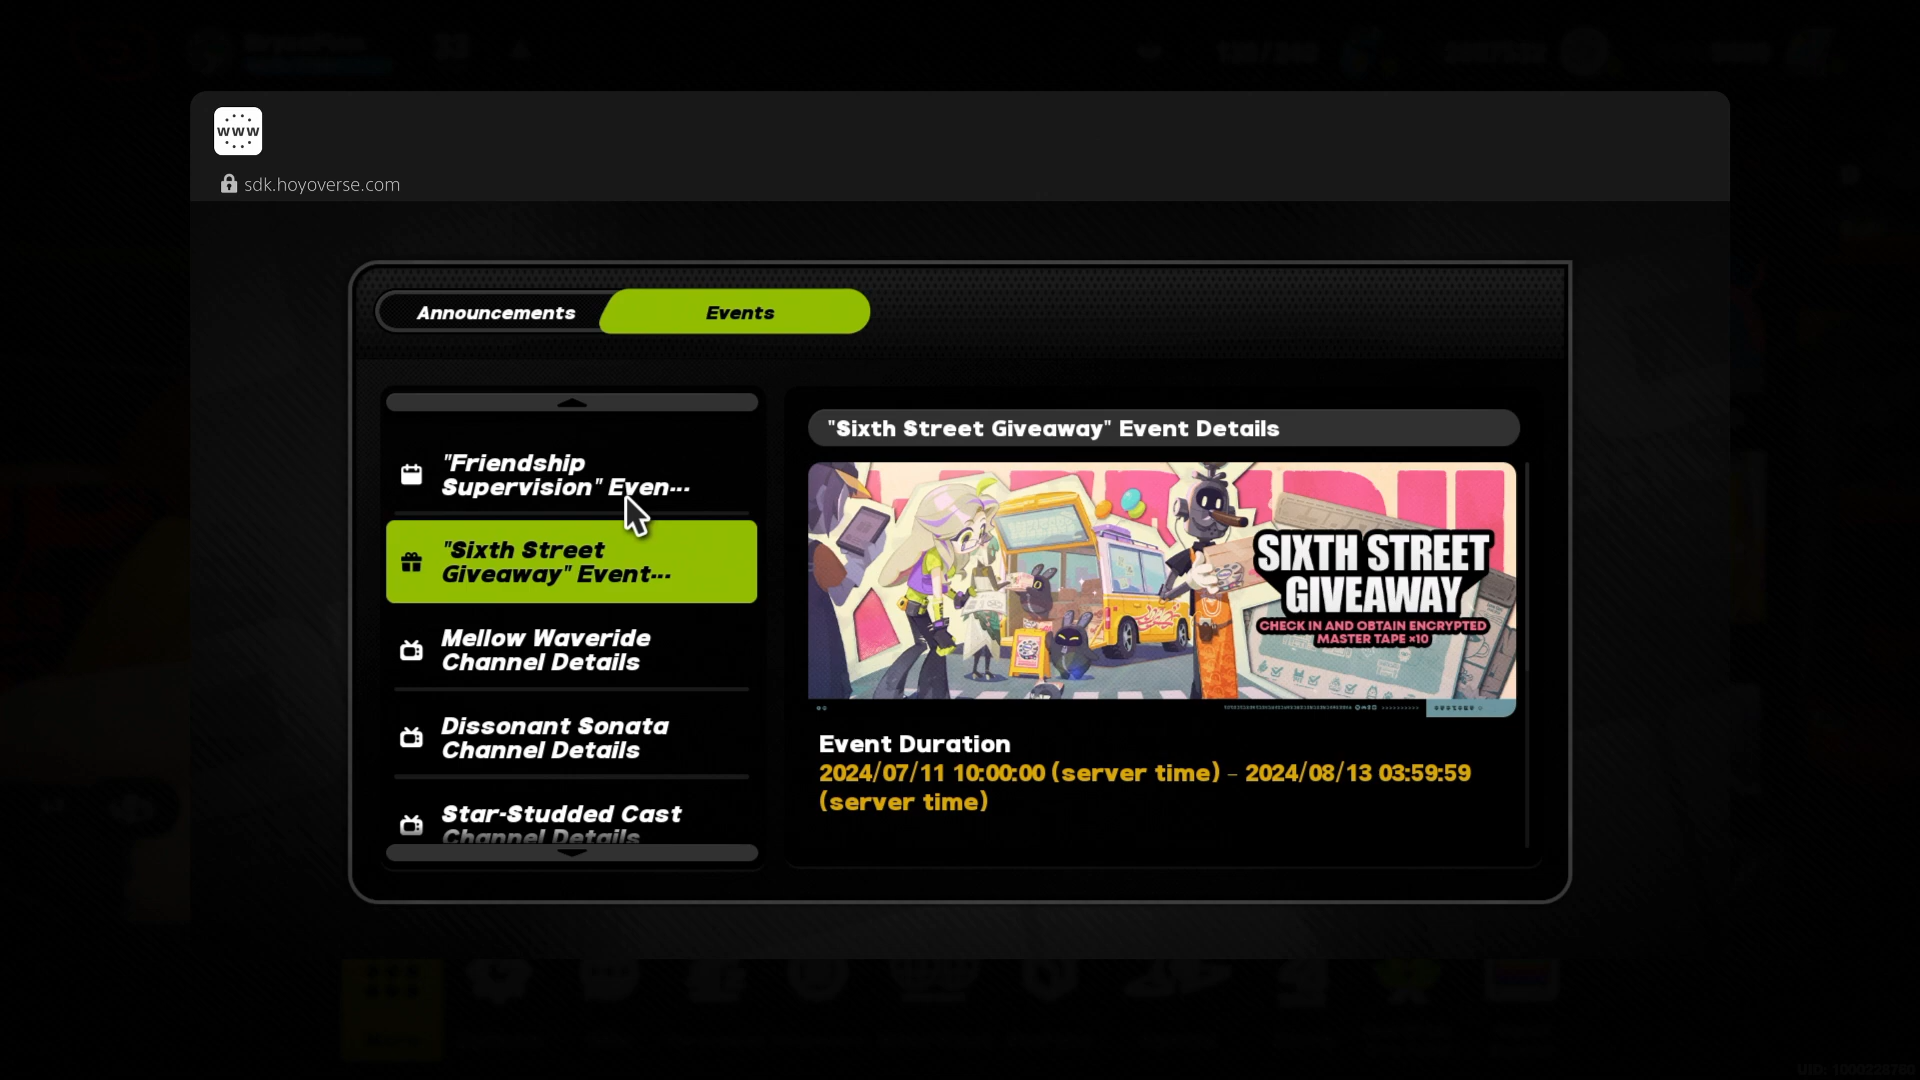 WWW
sdk.hoyoverse.com
Announcements
Events
"Friendship
Supervision" Even...
"Sixth Street
Giveaway" Event...
Mellow Waveride
Channel Details
Dissonant Sonata
Channel Details
Star-Studded Cast
Channel Details
"Sixth Street Giveaway" Event Details
SIXTH STREET
GIVEAWAY
CHECK IN AND OBTAIN ENCRYPTED
MASTER TAPE ×10
Event Duration
2024/07/11 10:00:00 (server time) – 2024/08/13 03:59:59
(server time)